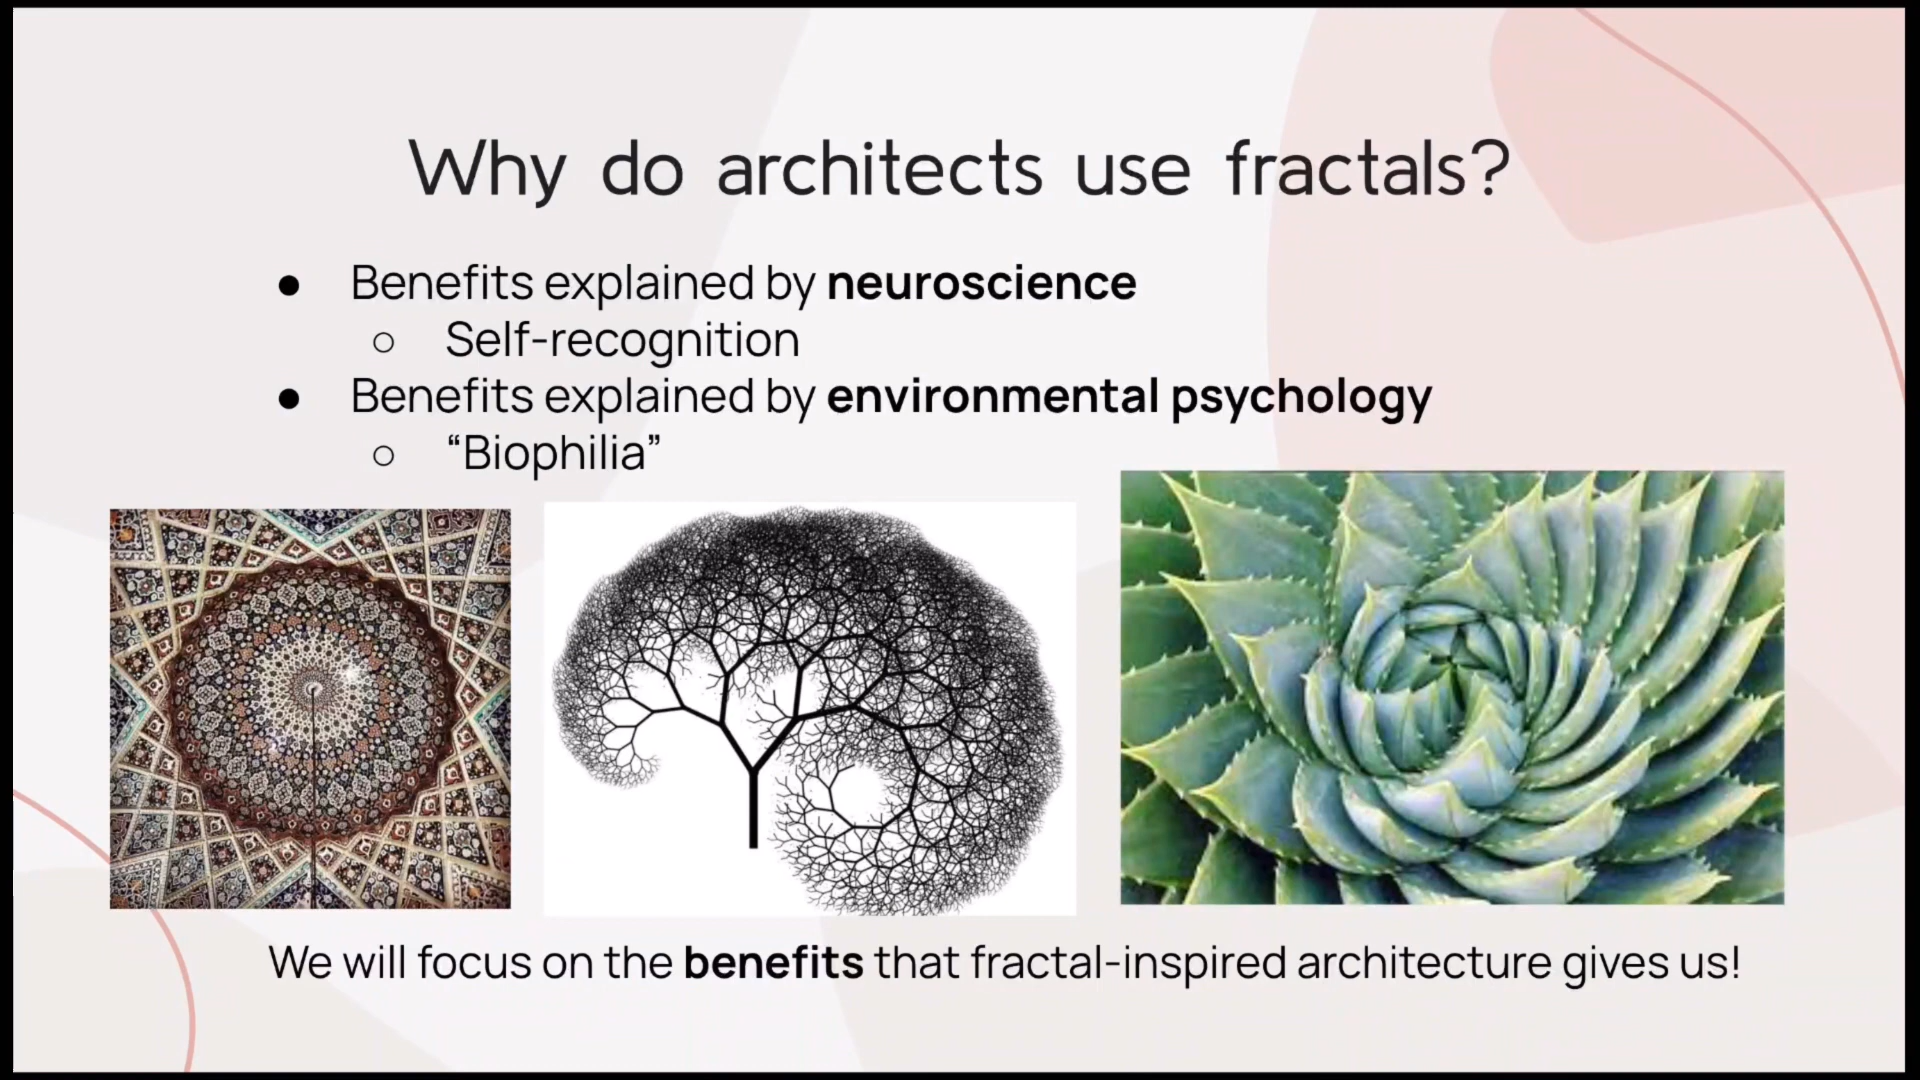 Why do architects use fractals?
● Benefits explained by neuroscience
○ Self-recognition
● Benefits explained by environmental psychology
○ “Biophilia”
We will focus on the benefits that fractal-inspired architecture gives us!